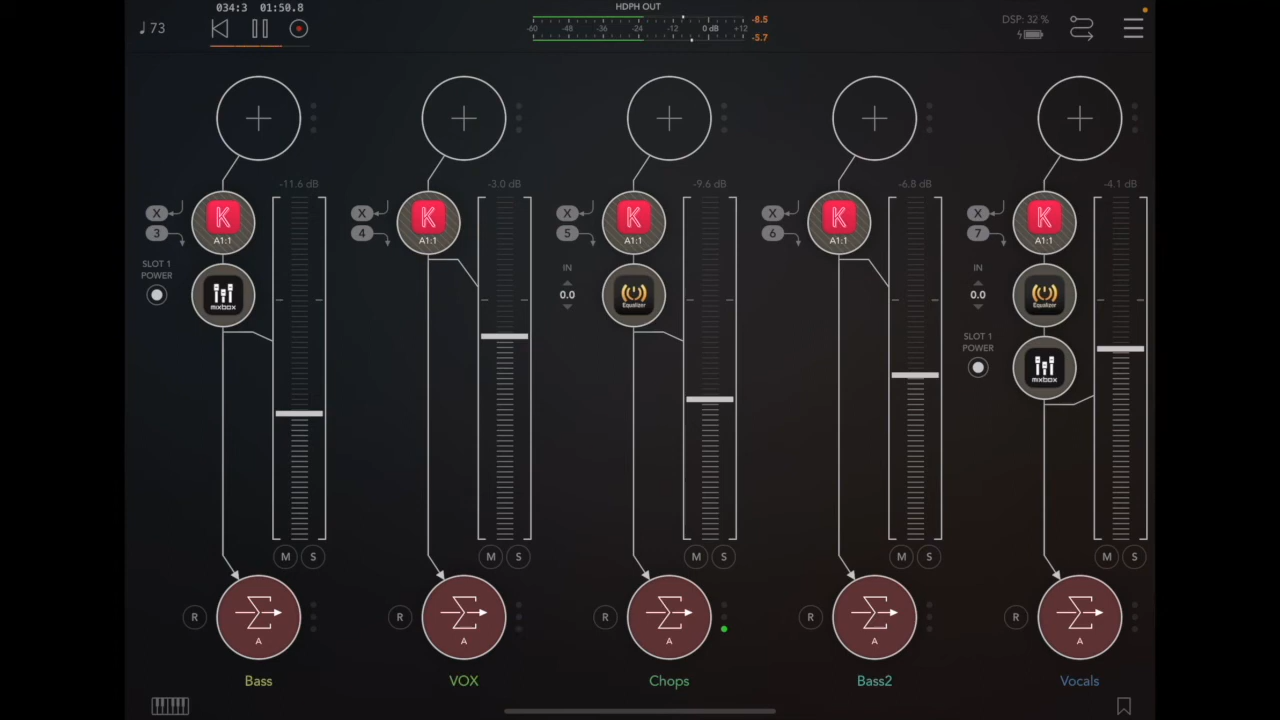 034:3 01:50.8
HDPH OUT
73
-60 -48 -36 -24 -12 0 dB +12
-8.5
-5.7
DSP: 32 %
-11.6 dB
-3.0 dB
-9.6 dB
-6.8 dB
-4.1 dB
X
3
K
A1:1
X
4
K
A1:1
X
5
K
A1:1
X
6
K
A1:1
X
7
K
A1:1
SLOT 1
POWER
mixbox
IN
0.0
Equalizer
IN
0.0
Equalizer
SLOT 1
POWER
mixbox
M S
M S
M S
M S
M S
R
Σ
A
R
Σ
A
R
Σ
A
R
Σ
A
R
Σ
A
Bass
VOX
Chops
Bass2
Vocals